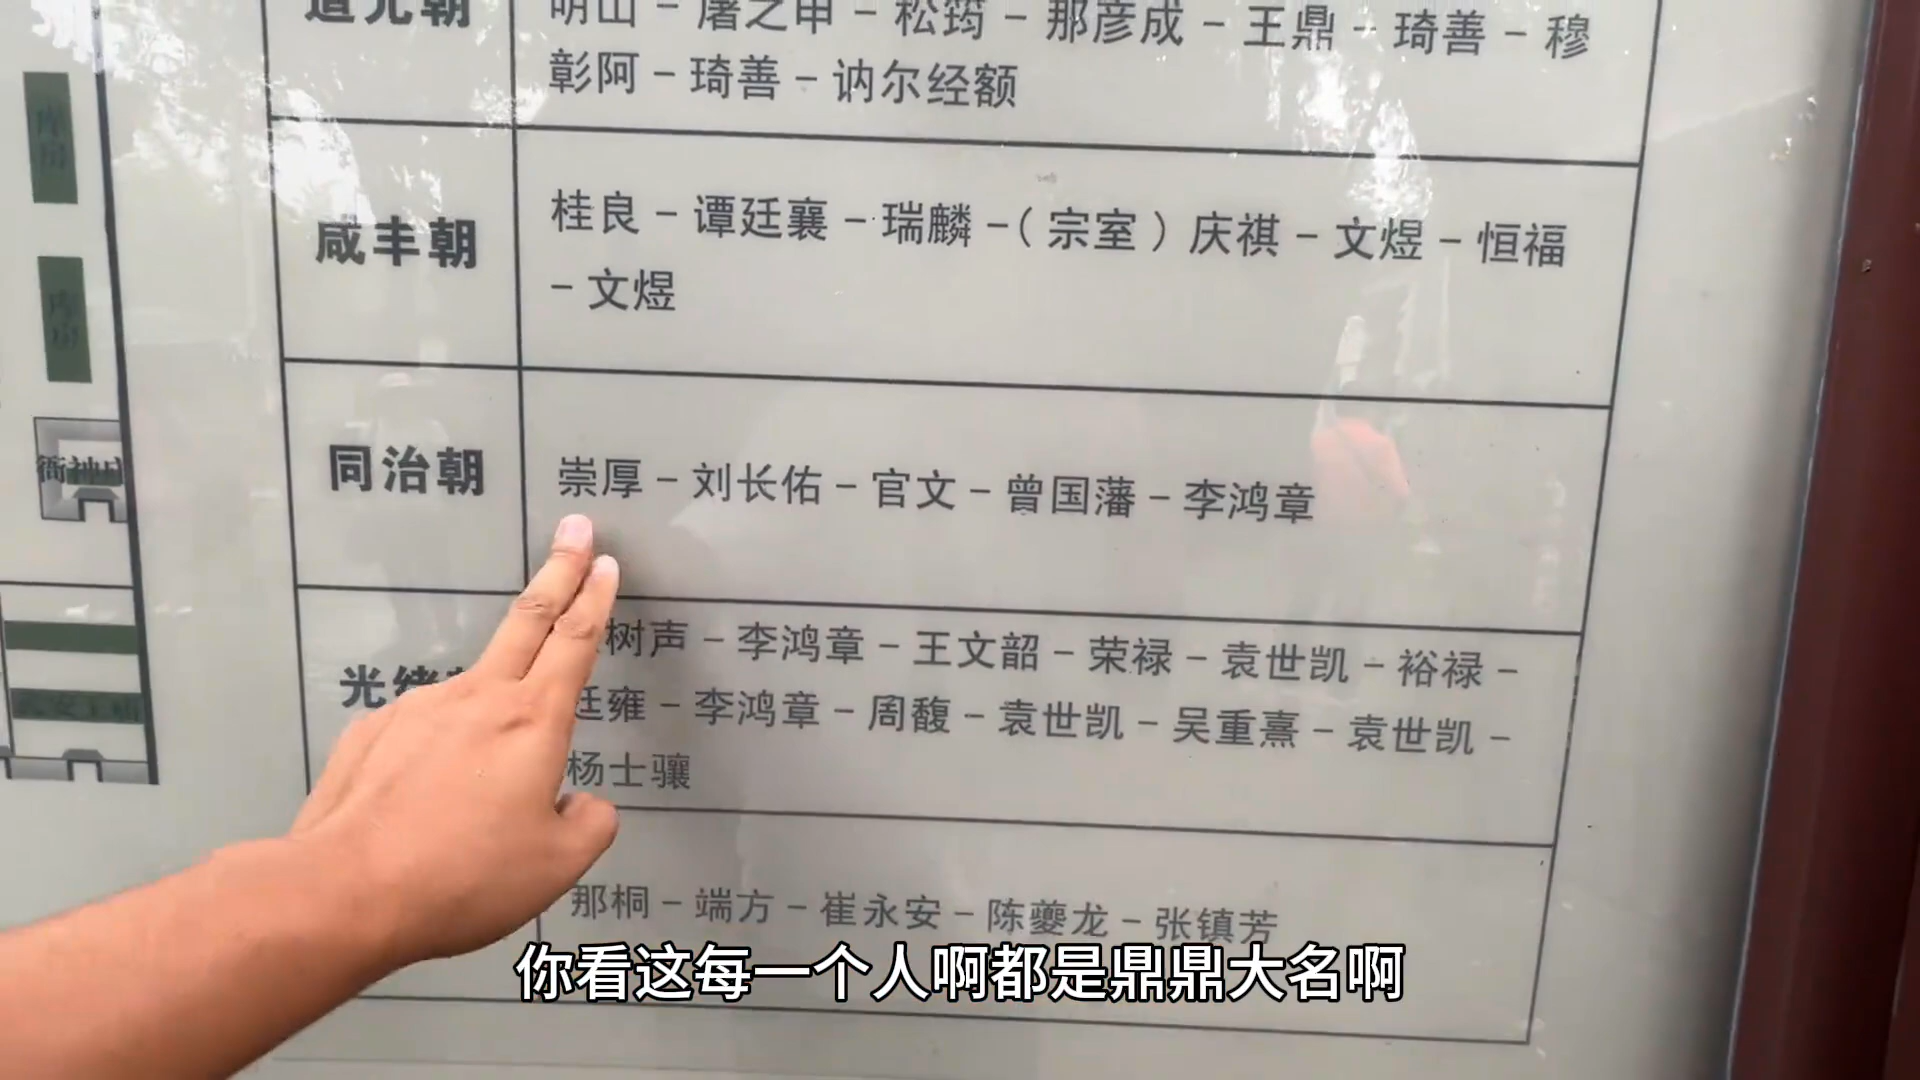 道光朝
明山－屠之申－松筠－那彦成－王鼎－琦善－穆
彰阿－琦善－讷尔经额
咸丰朝
桂良－谭廷襄－瑞麟－（宗室）庆祺－文煜－恒福
－文煜
同治朝
崇厚－刘长佑－官文－曾国藩－李鸿章
光绪
树声－李鸿章－王文韶－荣禄－袁世凯－裕禄－
廷雍－李鸿章－周馥－袁世凯－吴重熹－袁世凯－
杨士骧
那桐－端方－崔永安－陈夔龙－张镇芳
衙神庙
你看这每一个人啊都是鼎鼎大名啊